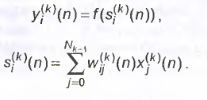 y_i^{(k)}(n) = f(s_i^{(k)}(n)),
s_i^{(k)}(n) = \sum_{j=0}^{N_{k-1}} w_{ij}^{(k)}(n) x_j^{(k)}(n).